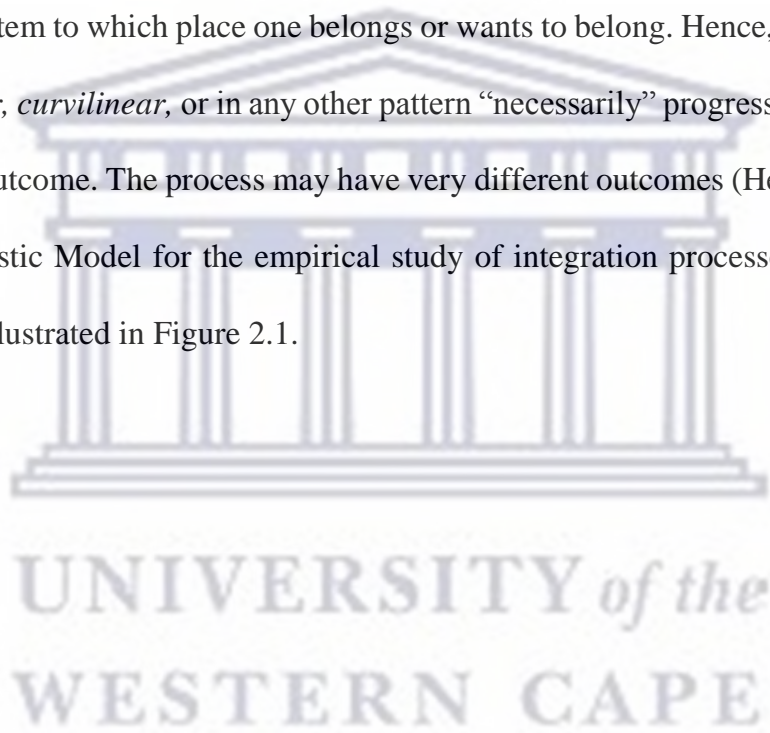 tem to which place one belongs or wants to belong. Hence,
r, curvilinear, or in any other pattern “necessarily” progress
utcome. The process may have very different outcomes (He
stic Model for the empirical study of integration process
lustrated in Figure 2.1.
UNIVERSITY of the
WESTERN CAPE